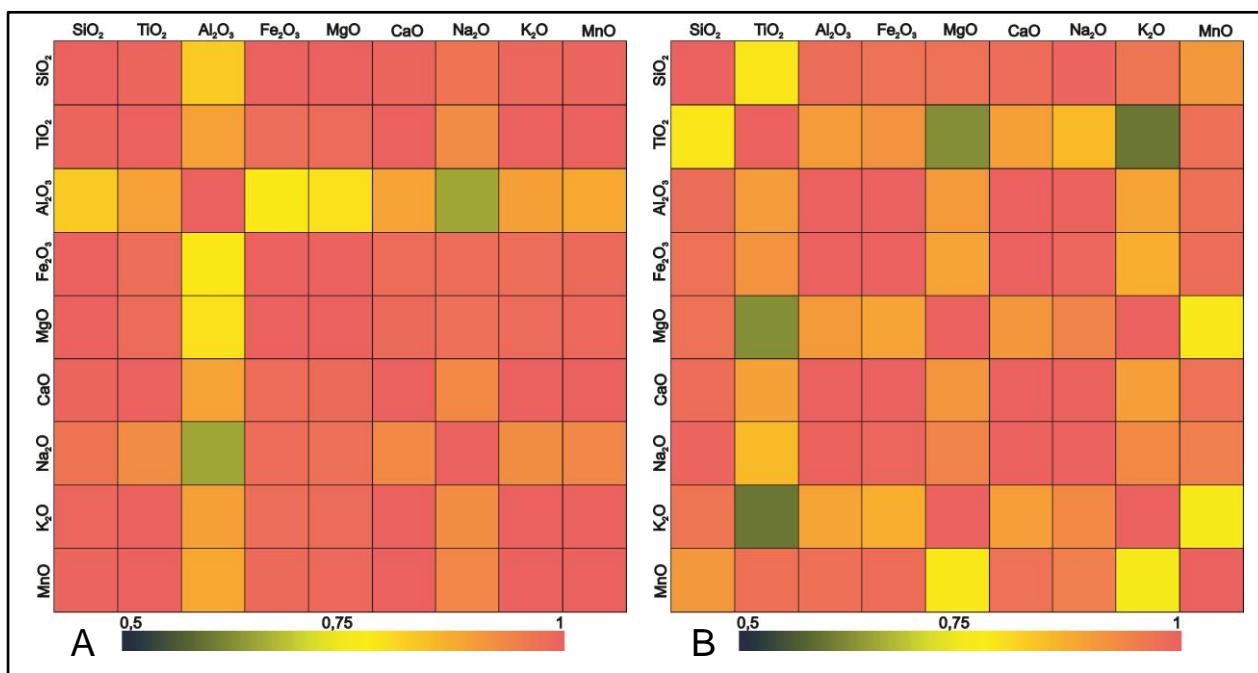 SiO₂ TiO₂ Al₂O₃ Fe₂O₃ MgO CaO Na₂O K₂O MnO
SiO₂
TiO₂
Al₂O₃
Fe₂O₃
MgO
CaO
Na₂O
K₂O
MnO
0,5 0,75 1
A
SiO₂ TiO₂ Al₂O₃ Fe₂O₃ MgO CaO Na₂O K₂O MnO
SiO₂
TiO₂
Al₂O₃
Fe₂O₃
MgO
CaO
Na₂O
K₂O
MnO
0,5 0,75 1
B